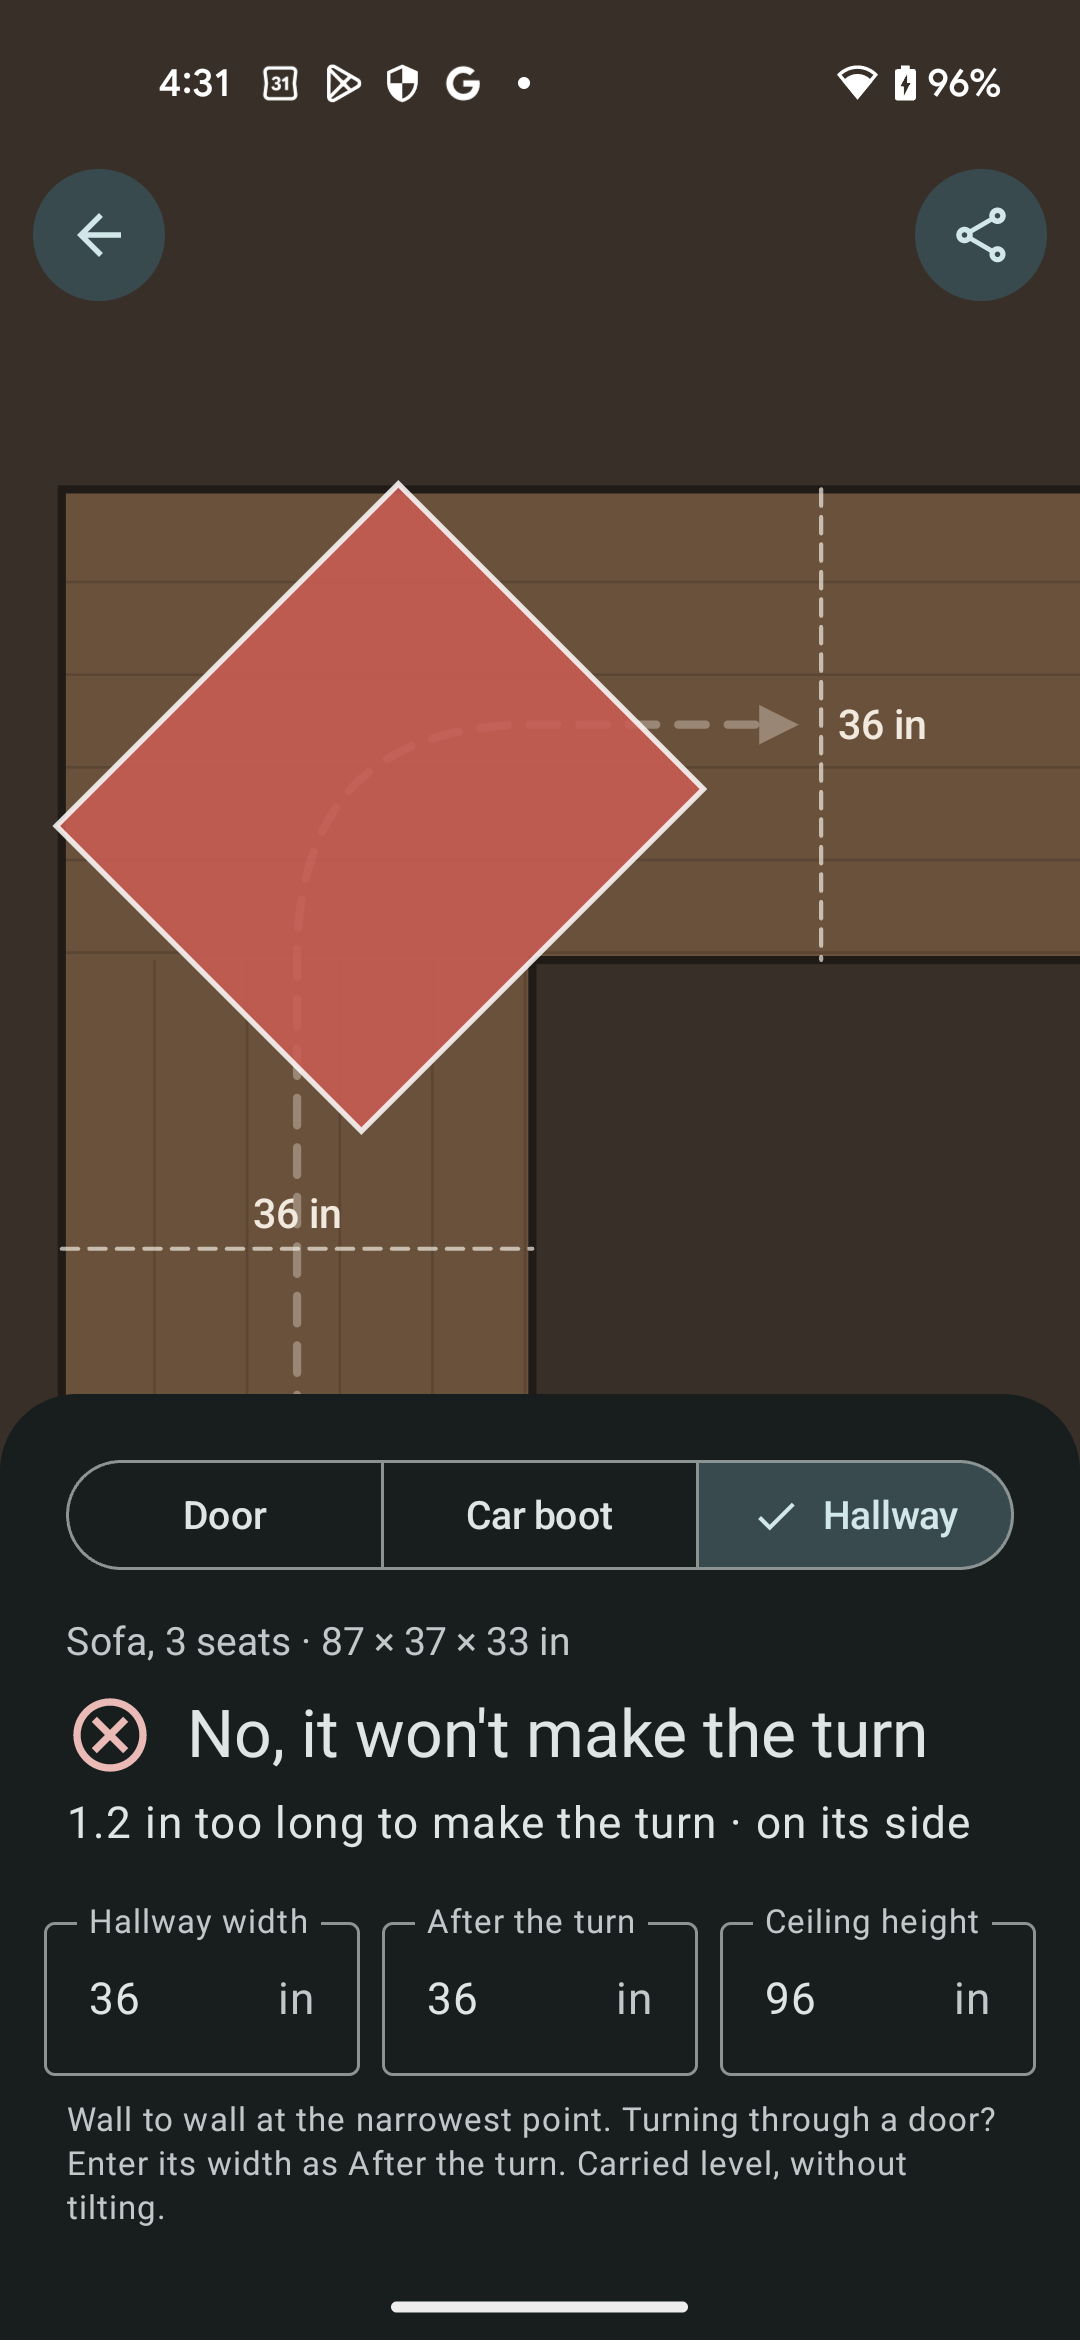 4:31 31 G 96%
36 in
36 in
Door Car boot Hallway
Sofa, 3 seats · 87 × 37 × 33 in
No, it won't make the turn
1.2 in too long to make the turn · on its side
Hallway width After the turn Ceiling height
36 in 36 in 96 in
Wall to wall at the narrowest point. Turning through a door?
Enter its width as After the turn. Carried level, without
tilting.